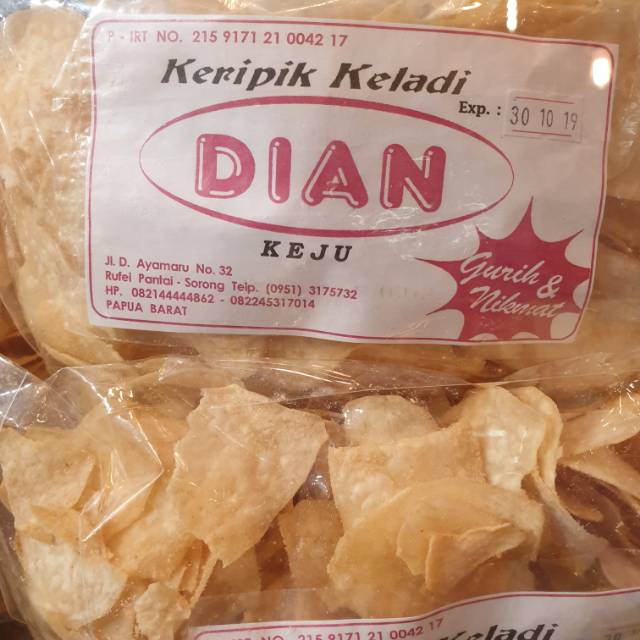 P - IRT NO. 215 9171 21 0042 17
Keripik Keladi
Exp. : 30 10 19
DIAN
KEJU
Jl. D. Ayamaru No. 32
Rufei Pantai - Sorong Telp. (0951) 3175732
HP. 082144444862 - 082245317014
PAPUA BARAT
Gurih &
Nikmat
P - IRT NO. 215 9171 21 0042 17
Keladi